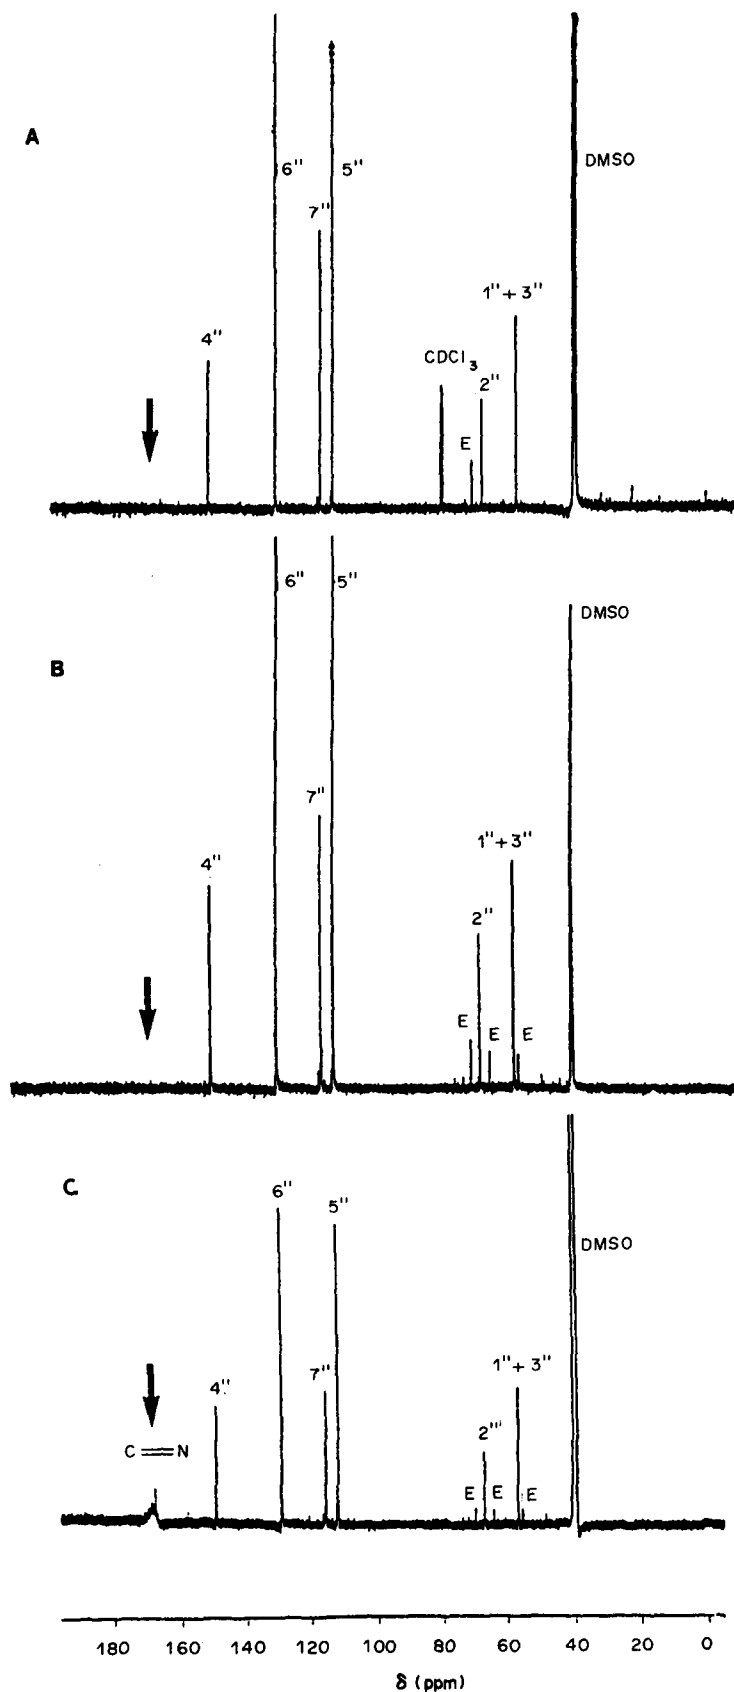 A
DMSO
6" 5"
7"
1" + 3"
4"
CDCl3 2"
E
6" 5"
DMSO
B
7"
1" + 3"
4"
2"
E E E
C
6" 5"
DMSO
1" + 3"
4" 7"
2'''
C=N
E E E
180 160 140 120 100 80 60 40 20 0
δ (ppm)